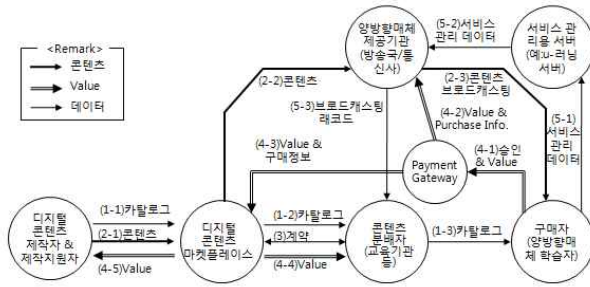 <Remark>
콘텐츠
Value
데이터
양방향매체
제공기관
(방송국/통
신사)
(5-2)서비스
관리 데이터
서비스 관
리용 서버
(예:u-러닝
서버)
(2-2)콘텐츠
(2-3)콘텐츠
브로드캐스팅
(5-3)브로드캐스팅
래코드
(4-2)Value &
Purchase Info.
(5-1)
서비스
관리
데이터
(4-3)Value &
구매정보
Payment
Gateway
(4-1)승인
& Value
디지털
콘텐츠
제작자 &
제작지원자
(1-1)카탈로그
(2-1)콘텐츠
(4-5)Value
디지털
콘텐츠
마켓플레이스
(1-2)카탈로그
(3)계약
(4-4)Value
콘텐츠
분배자
(교육기관
등)
(1-3)카탈로그
구매자
(양방향매
체 학습자)